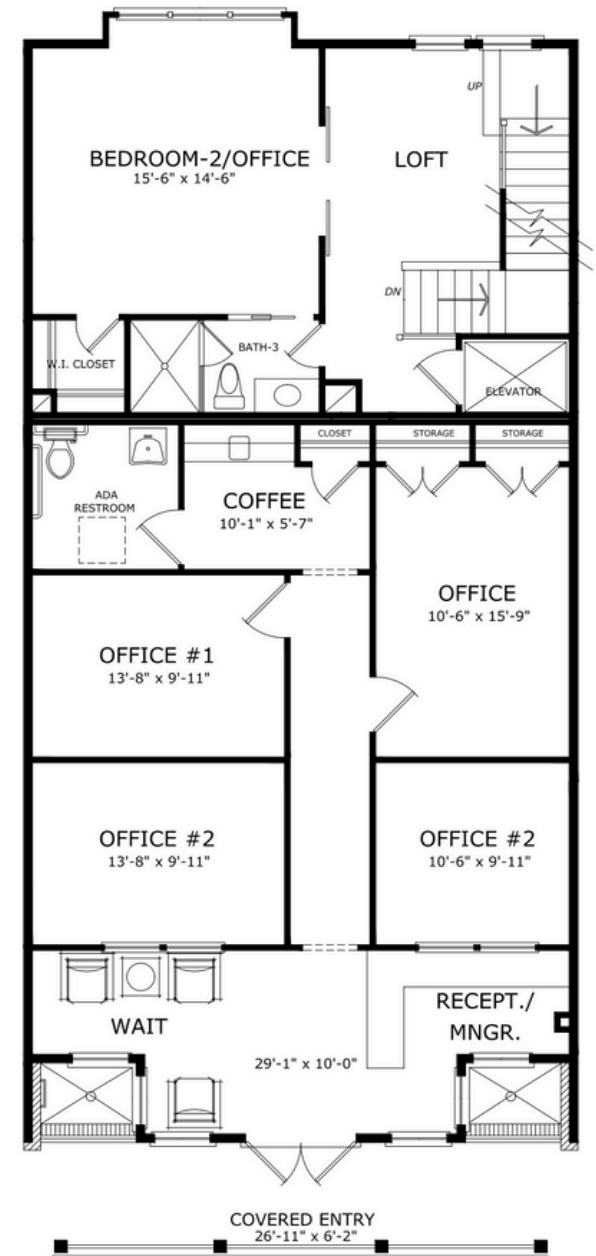 UP
BEDROOM-2/OFFICE
15'-6" x 14'-6"
LOFT
DN
BATH-3
W.I. CLOSET
ELEVATOR
CLOSET
STORAGE
STORAGE
ADA
RESTROOM
COFFEE
10'-1" x 5'-7"
OFFICE
10'-6" x 15'-9"
OFFICE #1
13'-8" x 9'-11"
OFFICE #2
13'-8" x 9'-11"
OFFICE #2
10'-6" x 9'-11"
WAIT
RECEPT./
MNGR.
29'-1" x 10'-0"
COVERED ENTRY
26'-11" x 6'-2"